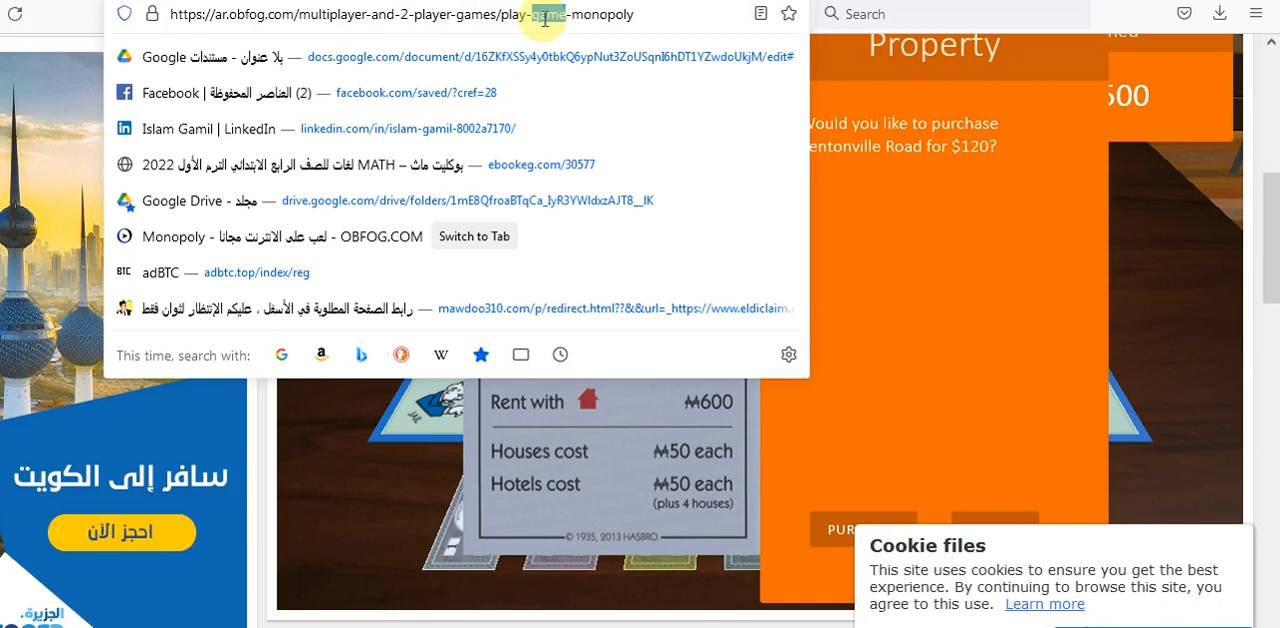 https://ar.obfog.com/multiplayer-and-2-player-games/play-game-monopoly
Search
بلا عنوان - مستندات Google — docs.google.com/document/d/16ZKfXSSy4y0tbkQ6ypNut3ZoUSqnI6hDT1YZwdoUkjM/edit#
(2) العناصر المحفوظة | Facebook — facebook.com/saved/?cref=28
Islam Gamil | LinkedIn — linkedin.com/in/islam-gamil-8002a7170/
بوكليت ماث – MATH لغات للصف الرابع الابتدائي الترم الأول 2022 — ebookeg.com/30577
مجلد - Google Drive — drive.google.com/drive/folders/1mE8QfroaBTqCa_IyR3YWIdxzAJT8__IK
Monopoly - لعب على الانترنت مجانا - OBFOG.COM Switch to Tab
BTC adBTC — adbtc.top/index/reg
رابط الصفحة المطلوبة في الأسفل ، عليكم الإنتظار لثوان فقط — mawdoo310.com/p/redirect.html??&&url=_https://www.eldiclaim.
This time, search with:
Property
Would you like to purchase
entonville Road for $120?
500
Rent with ₩600
Houses cost ₩50 each
Hotels cost ₩50 each
(plus 4 houses)
© 1935, 2013 HASBRO.
PUR
سافر إلى الكويت
احجز الآن
الجزيرة.
Cookie files
This site uses cookies to ensure you get the best
experience. By continuing to browse this site, you
agree to this use. Learn more